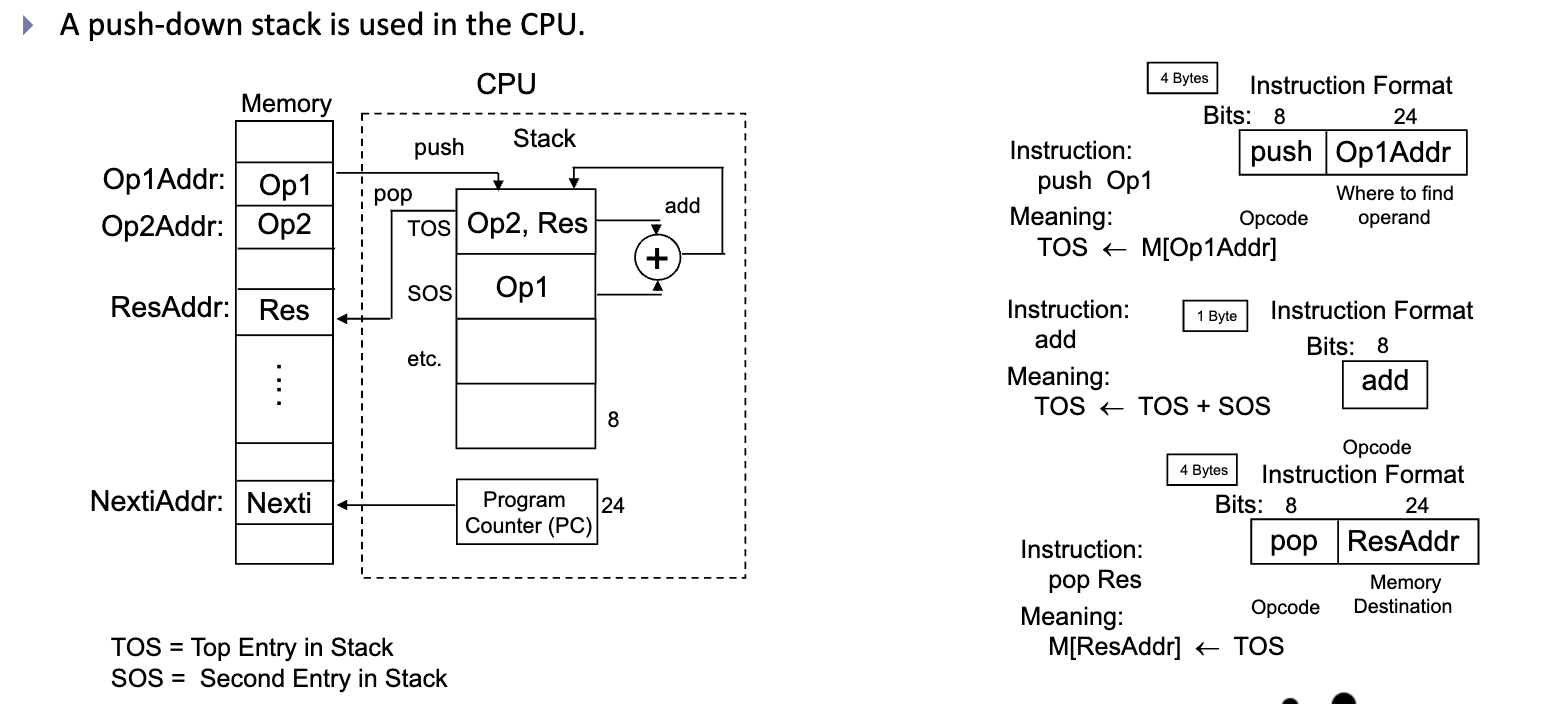 A push-down stack is used in the CPU.
CPU
Memory
Stack
push
pop
Op1Addr: Op1
Op2Addr: Op2
TOS Op2, Res
add
+
SOS Op1
ResAddr: Res
etc.
8
NextiAddr: Nexti
Program
Counter (PC) 24
TOS = Top Entry in Stack
SOS = Second Entry in Stack
4 Bytes Instruction Format
Bits: 8 24
Instruction: push Op1Addr
push Op1
Where to find
operand
Meaning: Opcode
TOS ← M[Op1Addr]
Instruction: 1 Byte Instruction Format
add
Bits: 8
add
Meaning:
TOS ← TOS + SOS
Opcode
4 Bytes Instruction Format
Bits: 8 24
pop ResAddr
Instruction:
pop Res
Memory
Opcode Destination
Meaning:
M[ResAddr] ← TOS